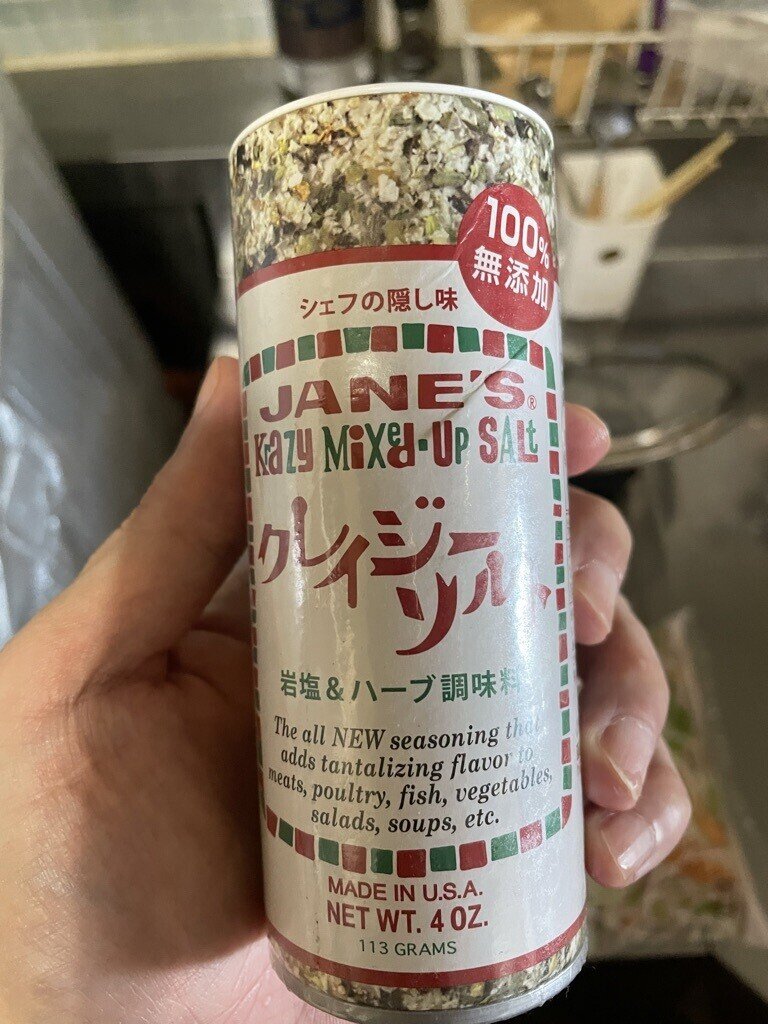 100%
無添加
シェフの隠し味
JANE'S®
KRAZY MIXED-UP SALT
クレイジー
ソルト
岩塩&ハーブ調味料
The all NEW seasoning that
adds tantalizing flavor to
meats, poultry, fish, vegetables,
salads, soups, etc.
MADE IN U.S.A.
NET WT. 4 OZ.
113 GRAMS